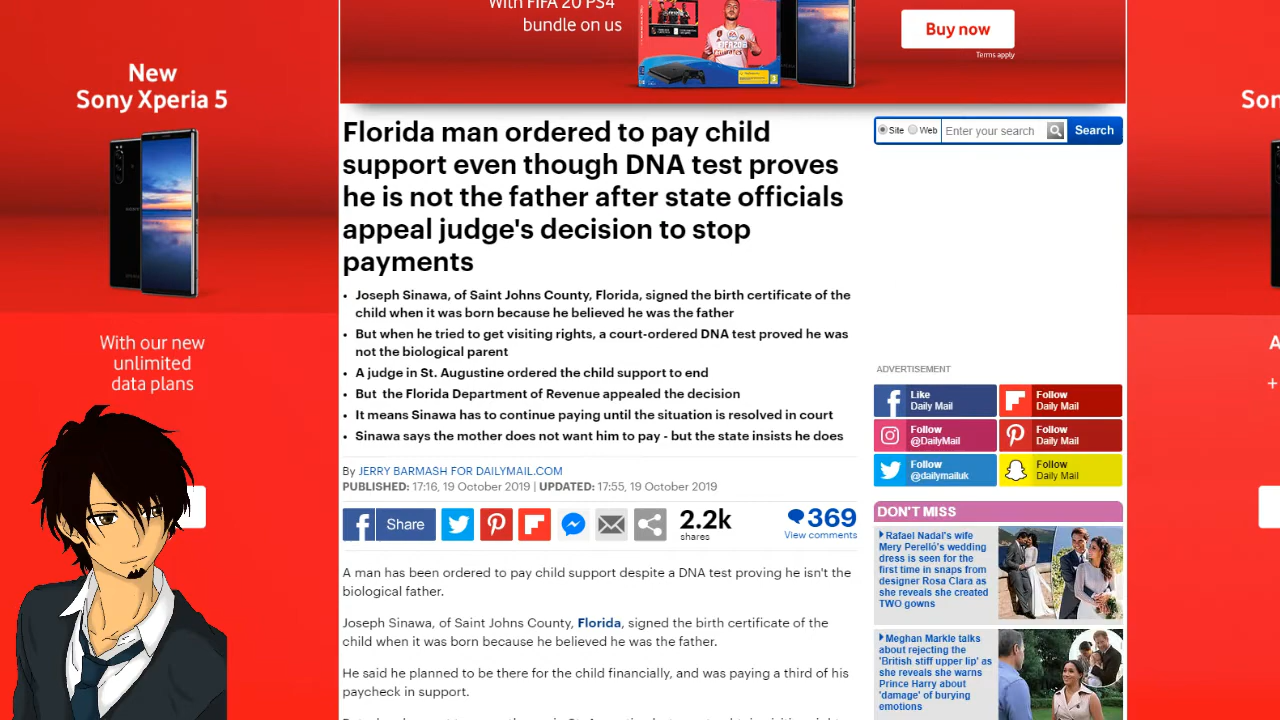 With FIFA 20 PS4
bundle on us
Buy now
Terms apply
New
Sony Xperia 5
With our new
unlimited
data plans
Florida man ordered to pay child
support even though DNA test proves
he is not the father after state officials
appeal judge's decision to stop
payments
• Joseph Sinawa, of Saint Johns County, Florida, signed the birth certificate of the
child when it was born because he believed he was the father
• But when he tried to get visiting rights, a court-ordered DNA test proved he was
not the biological parent
• A judge in St. Augustine ordered the child support to end
• But the Florida Department of Revenue appealed the decision
• It means Sinawa has to continue paying until the situation is resolved in court
• Sinawa says the mother does not want him to pay - but the state insists he does
By JERRY BARMASH FOR DAILYMAIL.COM
PUBLISHED: 17:16, 19 October 2019 | UPDATED: 17:55, 19 October 2019
Share
2.2k
shares
369
View comments
A man has been ordered to pay child support despite a DNA test proving he isn't the
biological father.
Joseph Sinawa, of Saint Johns County, Florida, signed the birth certificate of the
child when it was born because he believed he was the father.
He said he planned to be there for the child financially, and was paying a third of his
paycheck in support.
Site Web Enter your search Search
ADVERTISEMENT
Like
Daily Mail
Follow
Daily Mail
Follow
@DailyMail
Follow
Daily Mail
Follow
@dailymailuk
Follow
Daily Mail
DON'T MISS
Rafael Nadal's wife
Mery Perelló's wedding
dress is seen for the
first time in snaps from
designer Rosa Clara as
she reveals she created
TWO gowns
Meghan Markle talks
about rejecting the
'British stiff upper lip' as
she reveals she warns
Prince Harry about
'damage' of burying
emotions